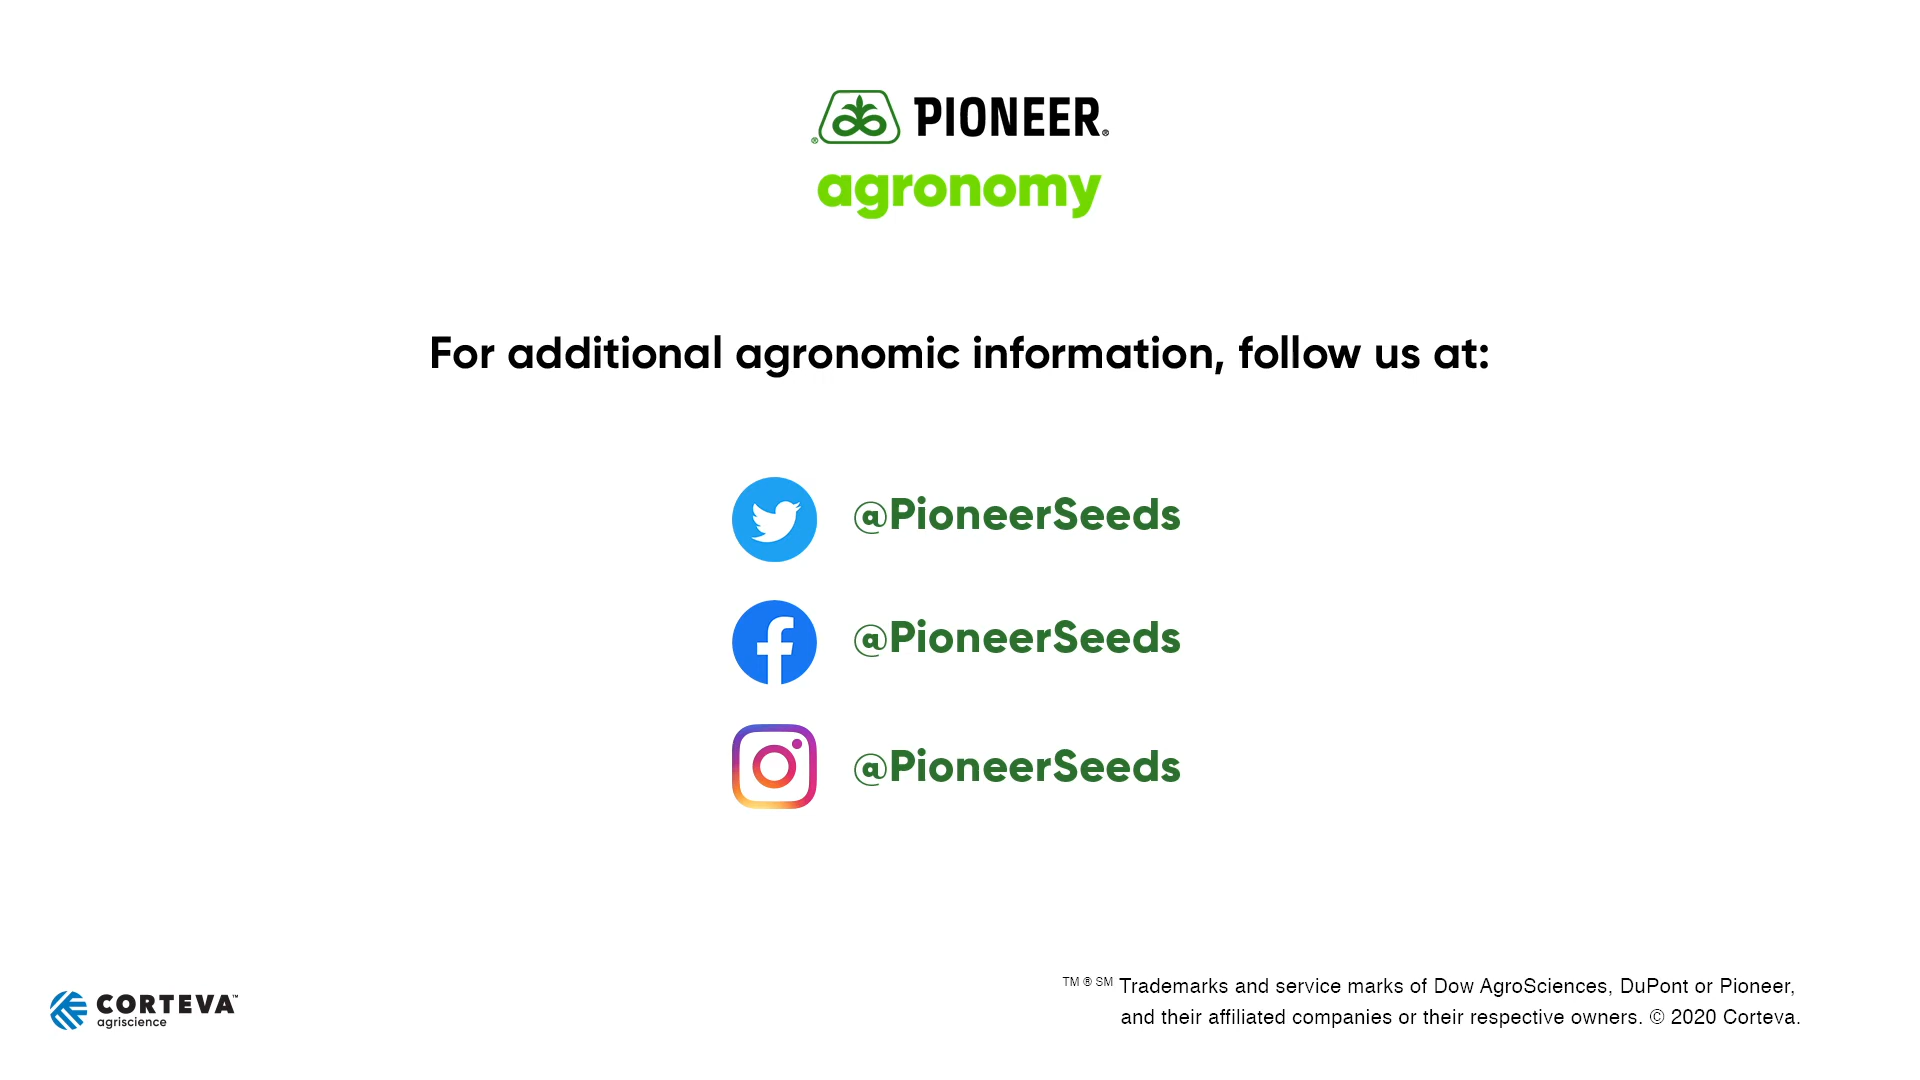 PIONEER®
agronomy
For additional agronomic information, follow us at:
@PioneerSeeds
@PioneerSeeds
@PioneerSeeds
CORTEVA™
agriscience
TM ® SM Trademarks and service marks of Dow AgroSciences, DuPont or Pioneer,
and their affiliated companies or their respective owners. © 2020 Corteva.